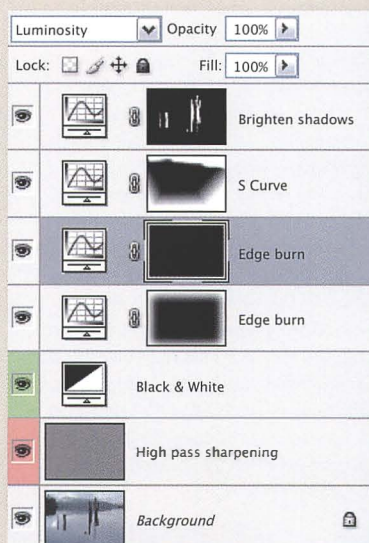 Luminosity Opacity 100%
Lock: Fill: 100%
Brighten shadows
S Curve
Edge burn
Edge burn
Black & White
High pass sharpening
Background